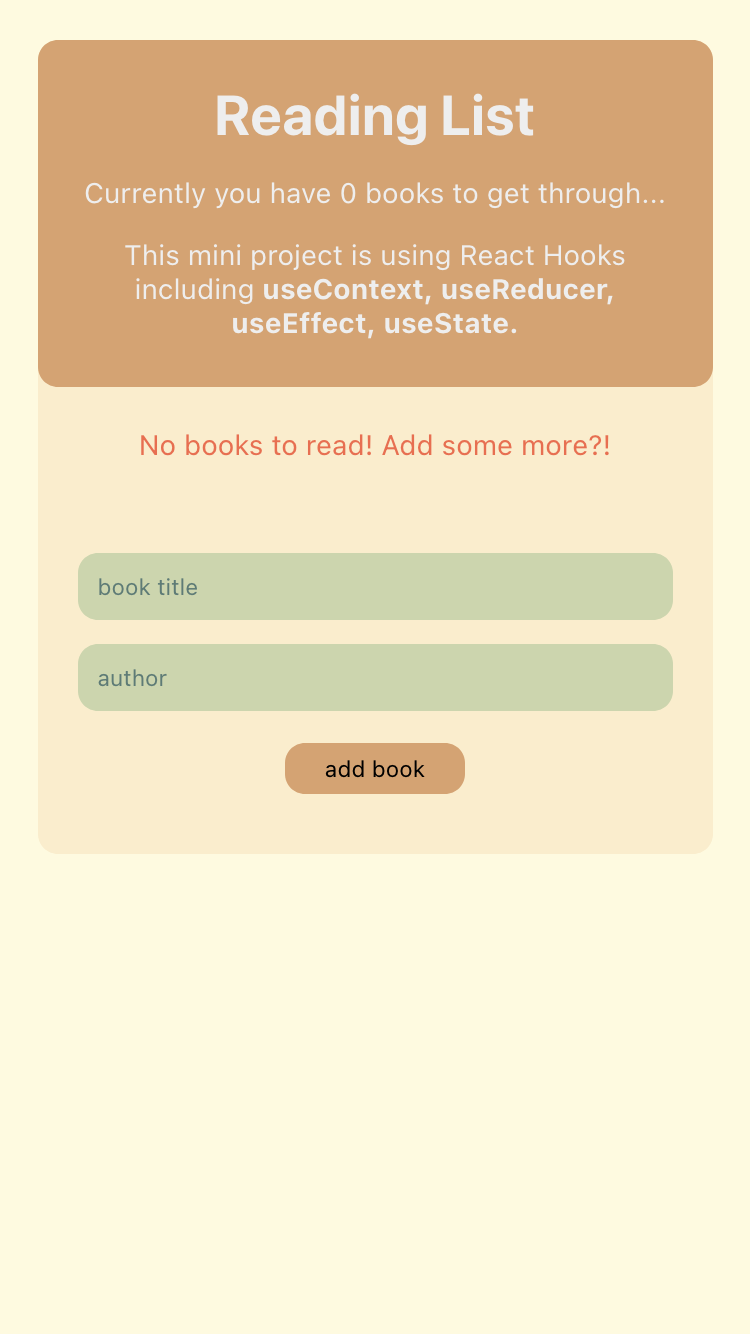 Reading List
Currently you have 0 books to get through...
This mini project is using React Hooks
including useContext, useReducer,
useEffect, useState.
No books to read! Add some more?!
book title
author
add book